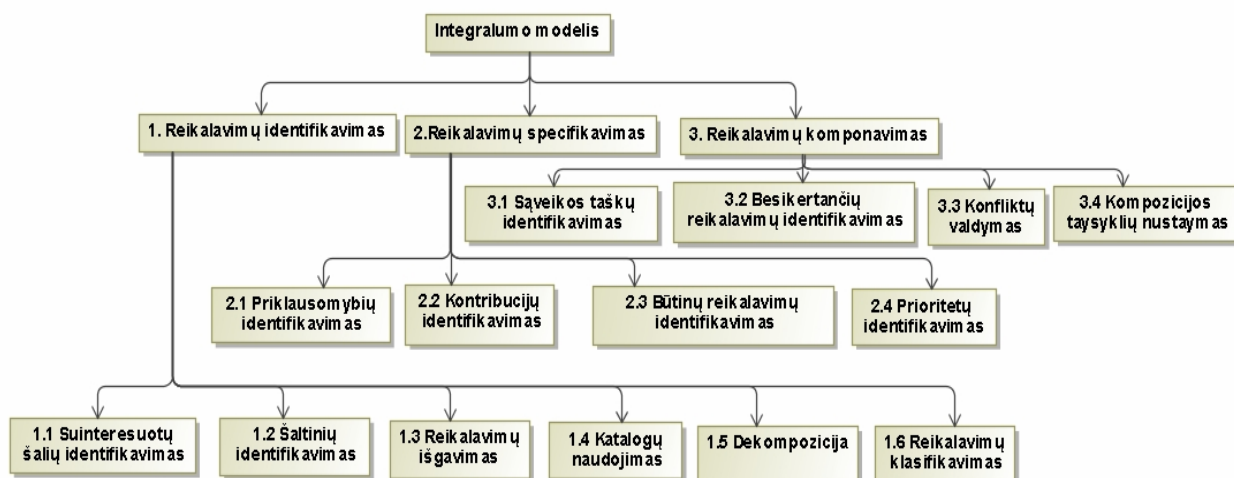 Integralumo modelis
1. Reikalavimų identifikavimas
2.Reikalavimų specifikavimas
3. Reikalavimų komponavimas
3.1 Sąveikos taškų
identifikavimas
3.2 Besikertančių
reikalavimų identifikavimas
3.3 Konfliktų
valdymas
3.4 Kompozicijos
taysyklių nustaymas
2.1 Priklausomybių
identifikavimas
2.2 Kontribucijų
identifikavimas
2.3 Būtinų reikalavimų
identifikavimas
2.4 Prioritetų
identifikavimas
1.1 Suinteresuotų
šalių identifikavimas
1.2 Šaltinių
identifikavimas
1.3 Reikalavimų
išgavimas
1.4 Katalogų
naudojimas
1.5 Dekompozicija
1.6 Reikalavimų
klasifikavimas